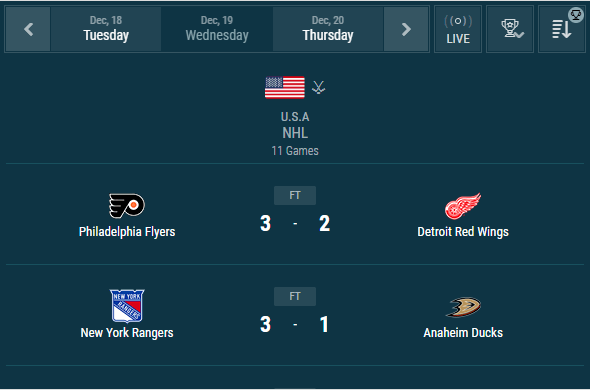 Dec, 18
Tuesday
Dec, 19
Wednesday
Dec, 20
Thursday
LIVE
U.S.A
NHL
11 Games
FT
Philadelphia Flyers
3 - 2
Detroit Red Wings
FT
NEW YORK
RANGERS
New York Rangers
3 - 1
Anaheim Ducks